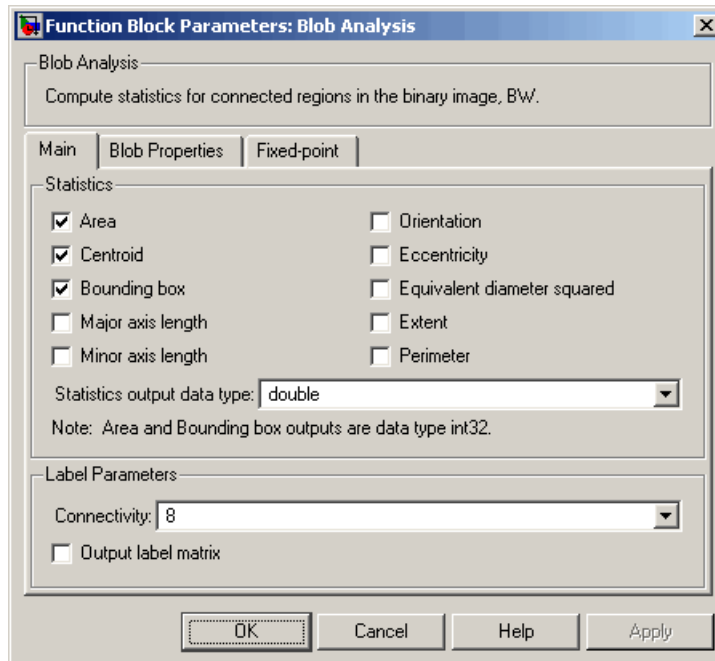 Function Block Parameters: Blob Analysis
Blob Analysis
Compute statistics for connected regions in the binary image, BW.
Main
Blob Properties
Fixed-point
Statistics
Area
Orientation
Centroid
Eccentricity
Bounding box
Equivalent diameter squared
Major axis length
Extent
Minor axis length
Perimeter
Statistics output data type: double
Note: Area and Bounding box outputs are data type int32.
Label Parameters
Connectivity: 8
Output label matrix
OK
Cancel
Help
Apply